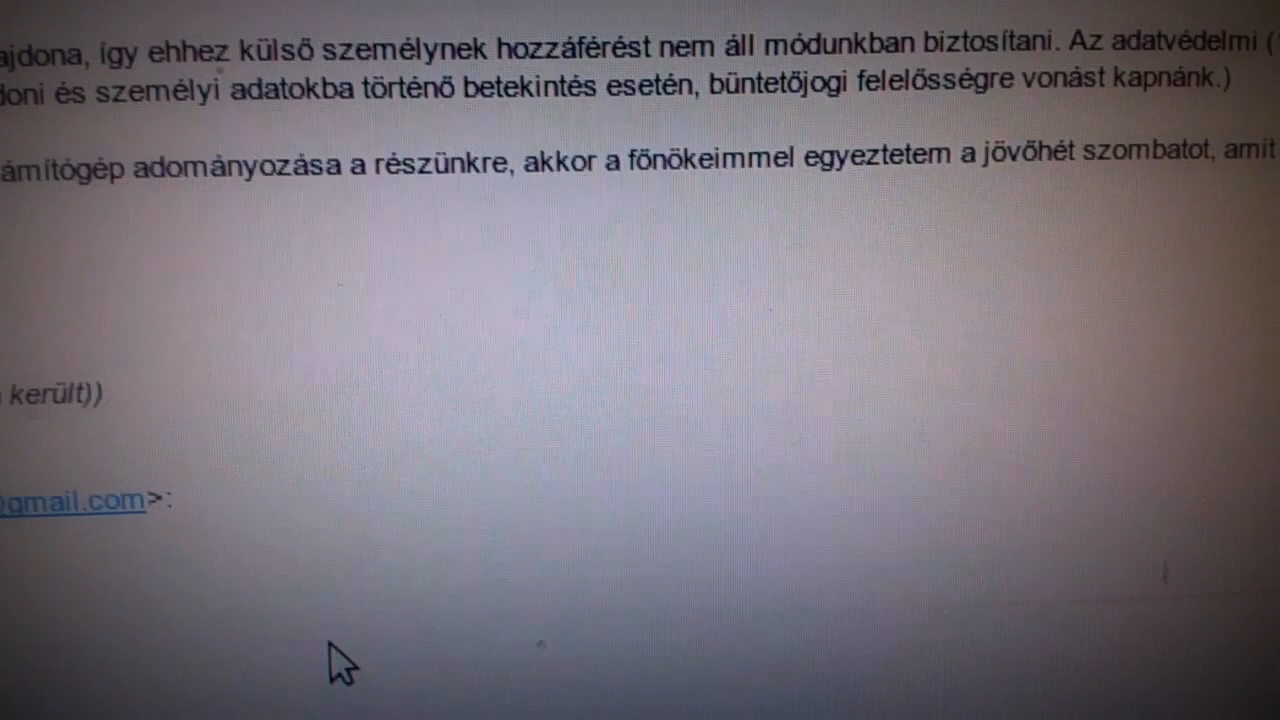 ajdona, így ehhez külső személynek hozzáférést nem áll módunkban biztosítani. Az adatvédelmi (
doni és személyi adatokba történő betekintés esetén, büntetőjogi felelősségre vonást kapnánk.)
ámítógép adományozása a részünkre, akkor a főnökeimmel egyeztetem a jövőhét szombatot, amit
került))
@gmail.com>: